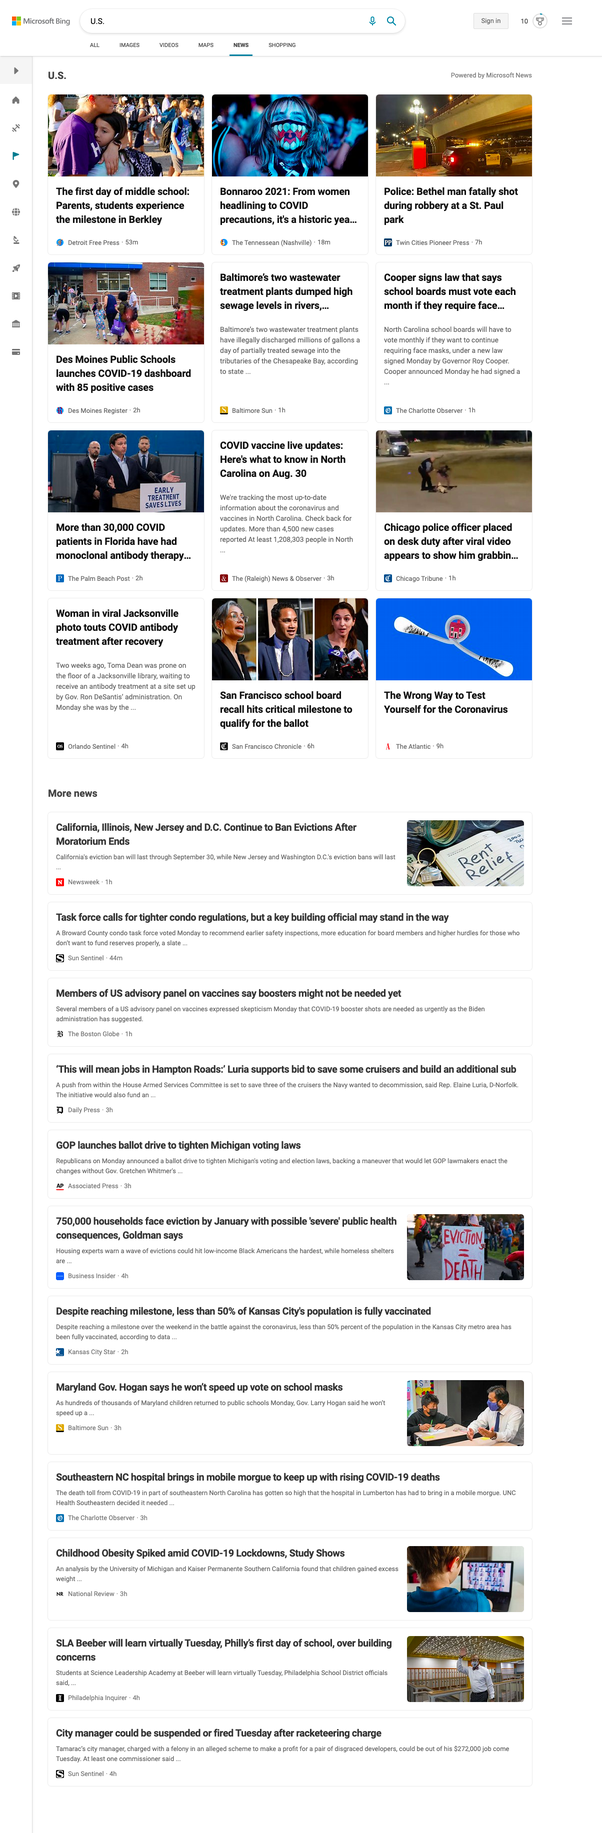 Microsoft Bing
U.S.
Sign in
10
ALL
IMAGES
VIDEOS
MAPS
NEWS
SHOPPING
U.S.
Powered by Microsoft News
The first day of middle school:
Parents, students experience
the milestone in Berkley
Detroit Free Press · 53m
Bonnaroo 2021: From women
headlining to COVID
precautions, it's a historic yea...
The Tennessean (Nashville) · 18m
Police: Bethel man fatally shot
during robbery at a St. Paul
park
PP
Twin Cities Pioneer Press · 7h
Des Moines Public Schools
launches COVID-19 dashboard
with 85 positive cases
Des Moines Register · 2h
Baltimore's two wastewater
treatment plants dumped high
sewage levels in rivers,...
Baltimore's two wastewater treatment plants
have illegally discharged millions of gallons a
day of partially treated sewage into the
tributaries of the Chesapeake Bay, according
to state ...
Baltimore Sun · 1h
Cooper signs law that says
school boards must vote each
month if they require face...
North Carolina school boards will have to
vote monthly if they want to continue
requiring face masks, under a new law
signed Monday by Governor Roy Cooper.
Cooper announced Monday he had signed a
...
The Charlotte Observer · 1h
EARLY
TREATMENT
SAVES LIVES
More than 30,000 COVID
patients in Florida have had
monoclonal antibody therapy...
The Palm Beach Post · 2h
COVID vaccine live updates:
Here's what to know in North
Carolina on Aug. 30
We're tracking the most up-to-date
information about the coronavirus and
vaccines in North Carolina. Check back for
updates. More than 4,500 new cases
reported At least 1,208,303 people in North
...
The (Raleigh) News & Observer · 3h
Chicago police officer placed
on desk duty after viral video
appears to show him grabbin...
Chicago Tribune · 1h
Woman in viral Jacksonville
photo touts COVID antibody
treatment after recovery
Two weeks ago, Toma Dean was prone on
the floor of a Jacksonville library, waiting to
receive an antibody treatment at a site set up
by Gov. Ron DeSantis' administration. On
Monday she was by the ...
OS
Orlando Sentinel · 4h
San Francisco school board
recall hits critical milestone to
qualify for the ballot
San Francisco Chronicle · 6h
The Wrong Way to Test
Yourself for the Coronavirus
A
The Atlantic · 9h
More news
California, Illinois, New Jersey and D.C. Continue to Ban Evictions After
Moratorium Ends
California's eviction ban will last through September 30, while New Jersey and Washington D.C.'s eviction bans will last
...
N
Newsweek · 1h
Rent
Relief
Task force calls for tighter condo regulations, but a key building official may stand in the way
A Broward County condo task force voted Monday to recommend earlier safety inspections, more education for board members and higher hurdles for those who
don't want to fund reserves properly, a slate ...
S
Sun Sentinel · 44m
Members of US advisory panel on vaccines say boosters might not be needed yet
Several members of a US advisory panel on vaccines expressed skepticism Monday that COVID-19 booster shots are needed as urgently as the Biden
administration has suggested.
B
The Boston Globe · 1h
'This will mean jobs in Hampton Roads:' Luria supports bid to save some cruisers and build an additional sub
A push from within the House Armed Services Committee is set to save three of the cruisers the Navy wanted to decommission, said Rep. Elaine Luria, D-Norfolk.
The initiative would also fund an ...
Daily Press · 3h
GOP launches ballot drive to tighten Michigan voting laws
Republicans on Monday announced a ballot drive to tighten Michigan's voting and election laws, backing a maneuver that would let GOP lawmakers enact the
changes without Gov. Gretchen Whitmer's ...
AP
Associated Press · 3h
750,000 households face eviction by January with possible 'severe' public health
consequences, Goldman says
Housing experts warn a wave of evictions could hit low-income Black Americans the hardest, while homeless shelters
are ...
Business Insider · 4h
EVICTION
=
DEATH
Despite reaching milestone, less than 50% of Kansas City's population is fully vaccinated
Despite reaching a milestone over the weekend in the battle against the coronavirus, less than 50% percent of the population in the Kansas City metro area has
been fully vaccinated, according to data ...
Kansas City Star · 2h
Maryland Gov. Hogan says he won't speed up vote on school masks
As hundreds of thousands of Maryland children returned to public schools Monday, Gov. Larry Hogan said he won't
speed up a ...
Baltimore Sun · 3h
Southeastern NC hospital brings in mobile morgue to keep up with rising COVID-19 deaths
The death toll from COVID-19 in part of southeastern North Carolina has gotten so high that the hospital in Lumberton has had to bring in a mobile morgue. UNC
Health Southeastern decided it needed ...
The Charlotte Observer · 3h
Childhood Obesity Spiked amid COVID-19 Lockdowns, Study Shows
An analysis by the University of Michigan and Kaiser Permanente Southern California found that children gained excess
weight ...
NR
National Review · 3h
SLA Beeber will learn virtually Tuesday, Philly's first day of school, over building
concerns
Students at Science Leadership Academy at Beeber will learn virtually Tuesday, Philadelphia School District officials
said, ...
Philadelphia Inquirer · 4h
City manager could be suspended or fired Tuesday after racketeering charge
Tamarac's city manager, charged with a felony in an alleged scheme to make a profit for a pair of disgraced developers, could be out of his $272,000 job come
Tuesday. At least one commissioner said ...
S
Sun Sentinel · 4h